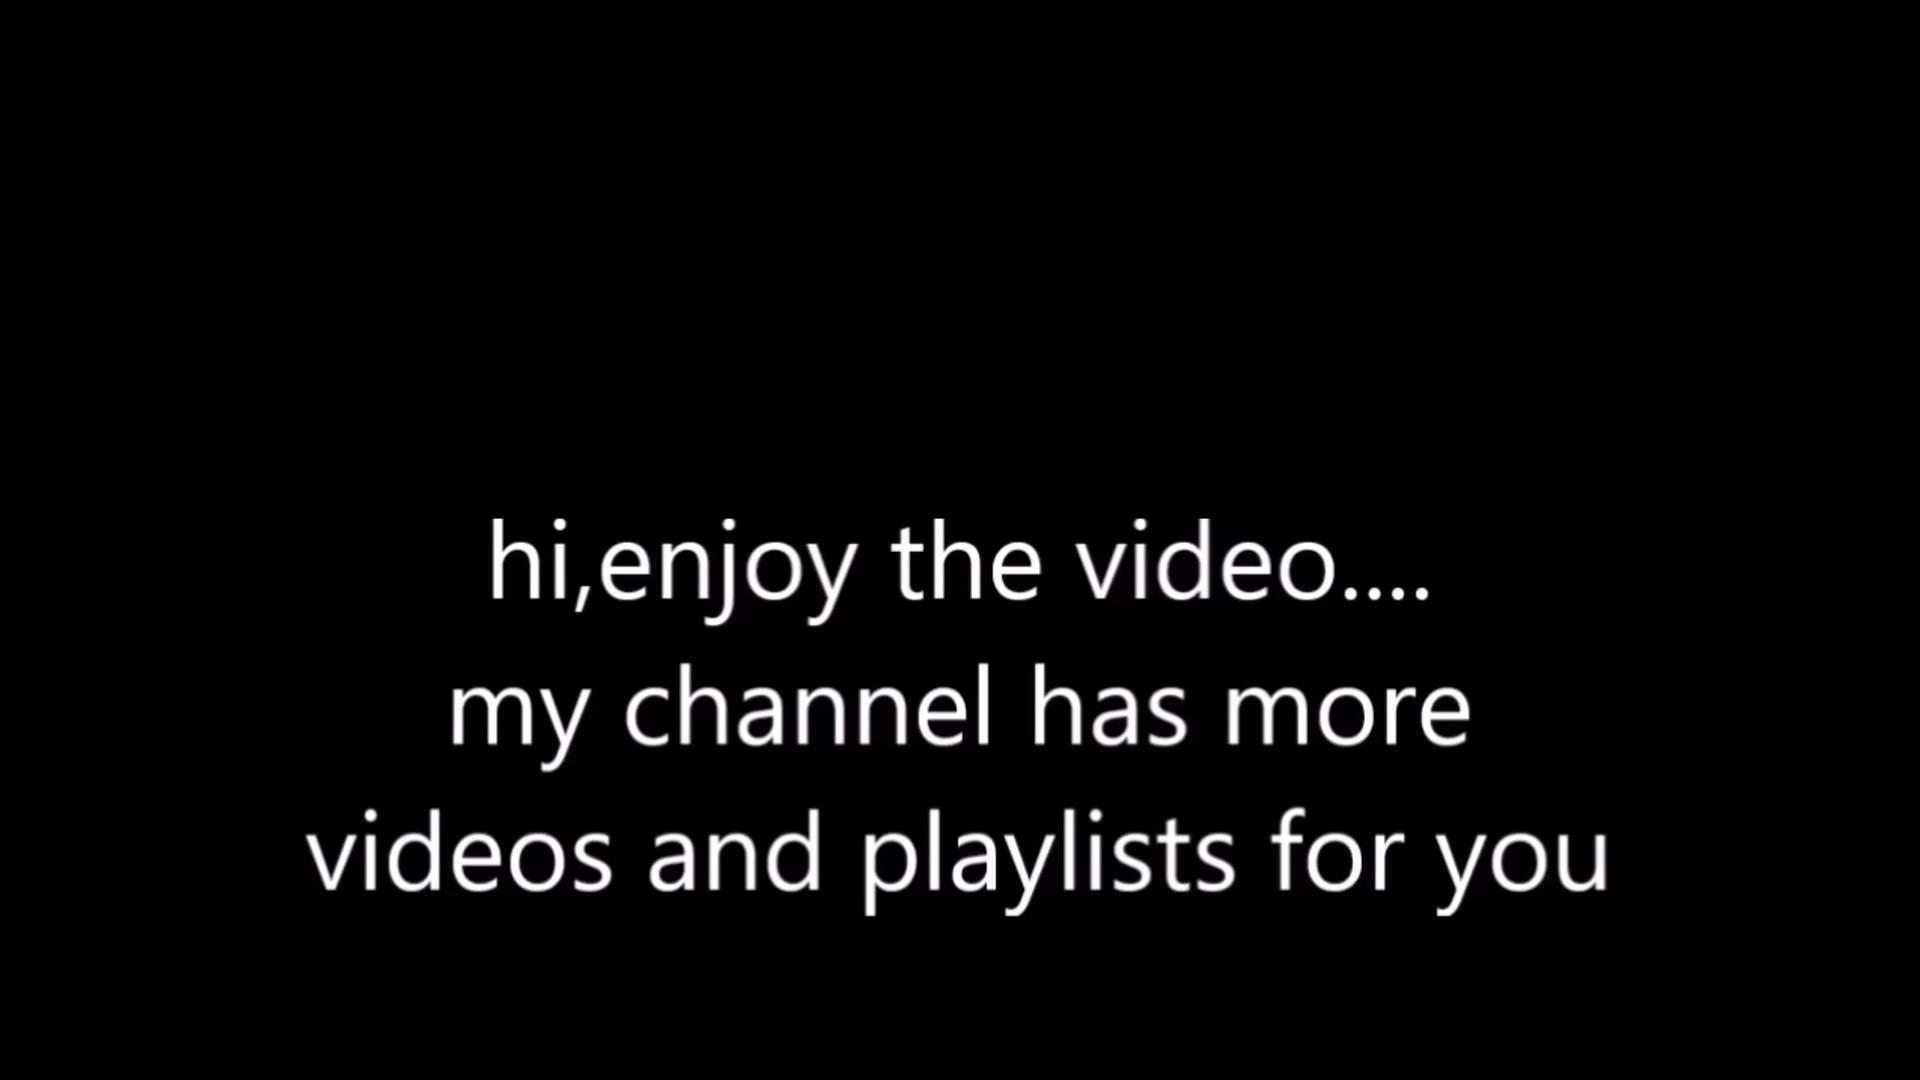 hi,enjoy the video....
my channel has more
videos and playlists for you